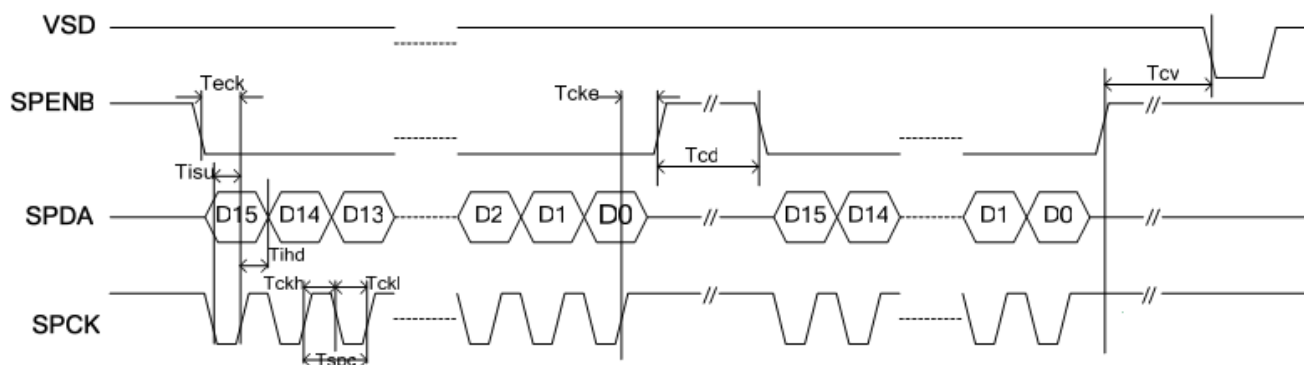 VSD
Teck
Tcke
Tcv
SPENB
//
//
Tcd
Tisu
SPDA
D15
D14
D13
D2
D1
D0
//
D15
D14
D1
D0
//
Tihd
Tckh
Tckl
SPCK
//
//
Tspc